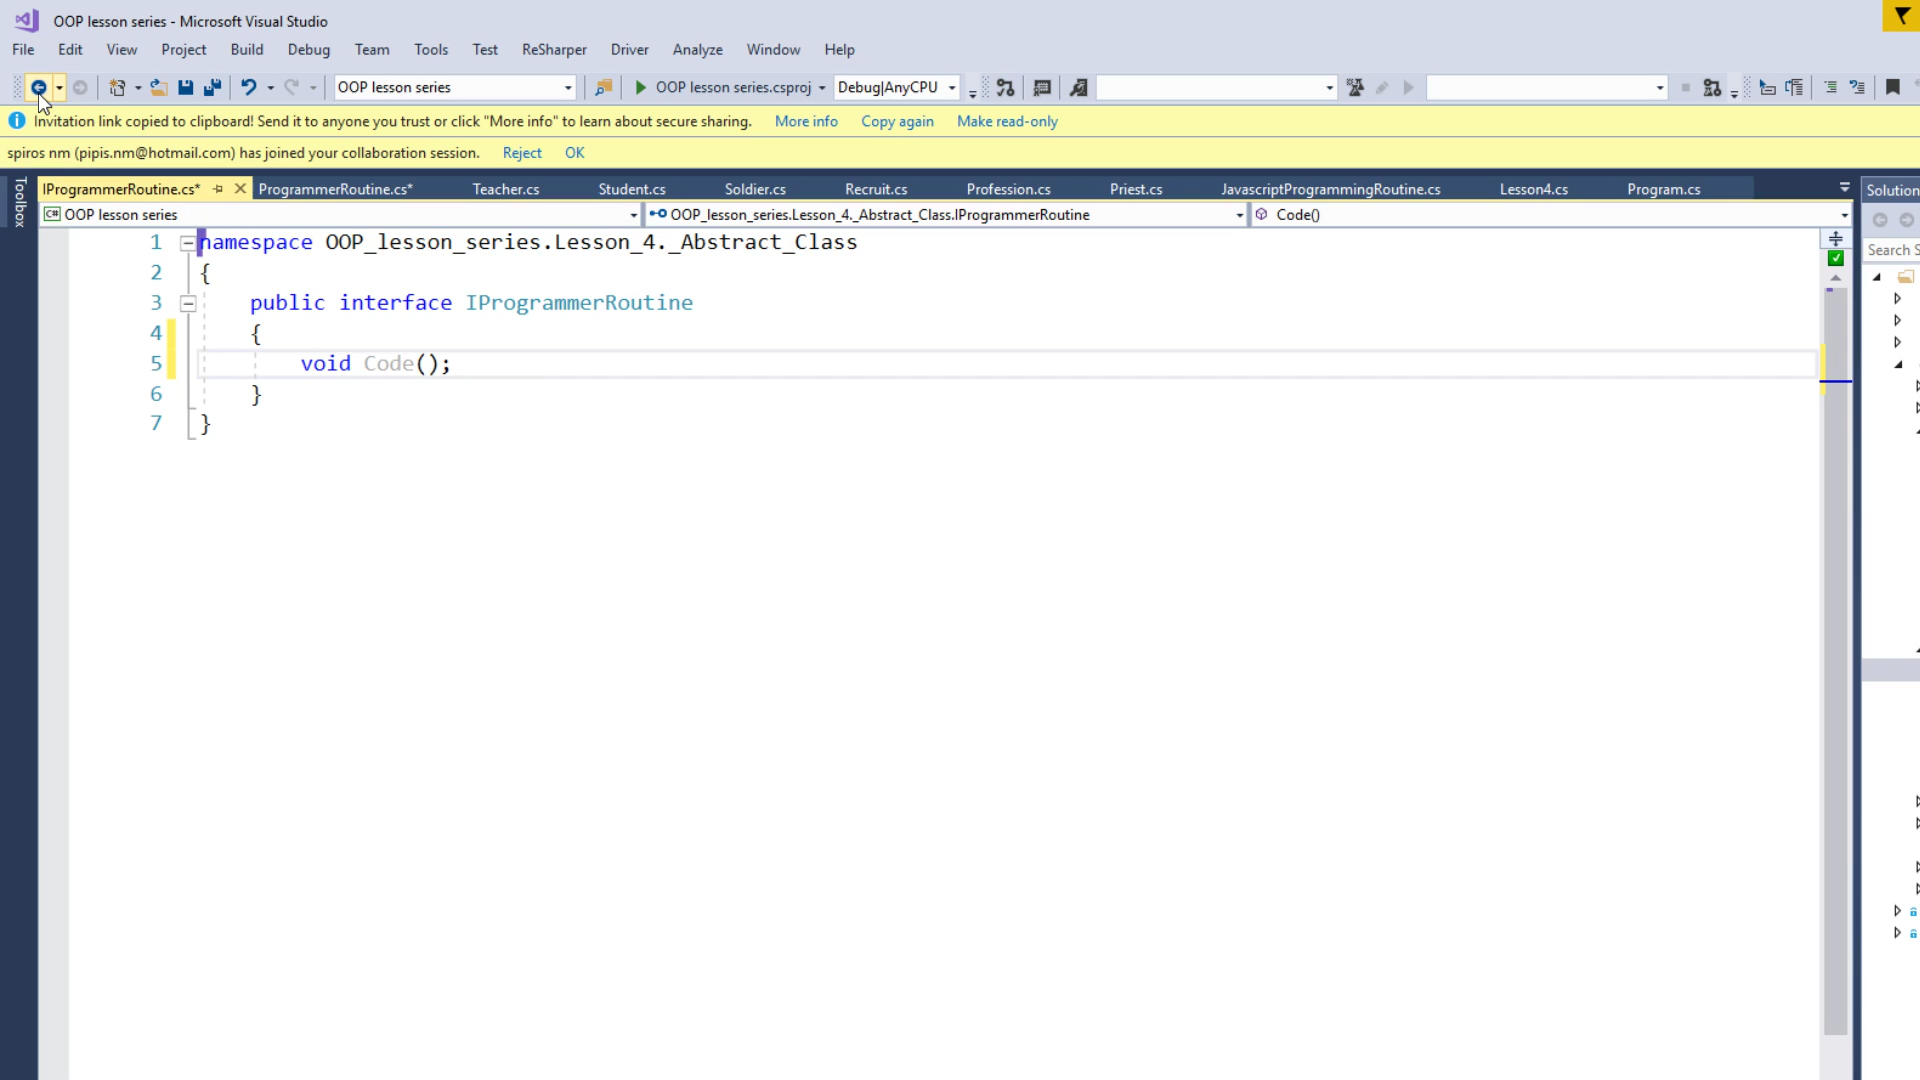 OOP lesson series - Microsoft Visual Studio
File Edit View Project Build Debug Team Tools Test ReSharper Driver Analyze Window Help
OOP lesson series OOP lesson series.csproj Debug|AnyCPU
Invitation link copied to clipboard! Send it to anyone you trust or click "More info" to learn about secure sharing. More info Copy again Make read-only
spiros nm (pipis.nm@hotmail.com) has joined your collaboration session. Reject OK
Toolbox
IProgrammerRoutine.cs* ProgrammerRoutine.cs* Teacher.cs Student.cs Soldier.cs Recruit.cs Profession.cs Priest.cs JavascriptProgrammingRoutine.cs Lesson4.cs Program.cs
Solution
C# OOP lesson series OOP_lesson_series.Lesson_4._Abstract_Class.IProgrammerRoutine Code()
Search S
1 namespace OOP_lesson_series.Lesson_4._Abstract_Class
2 {
3 public interface IProgrammerRoutine
4 {
5 void Code();
6 }
7 }